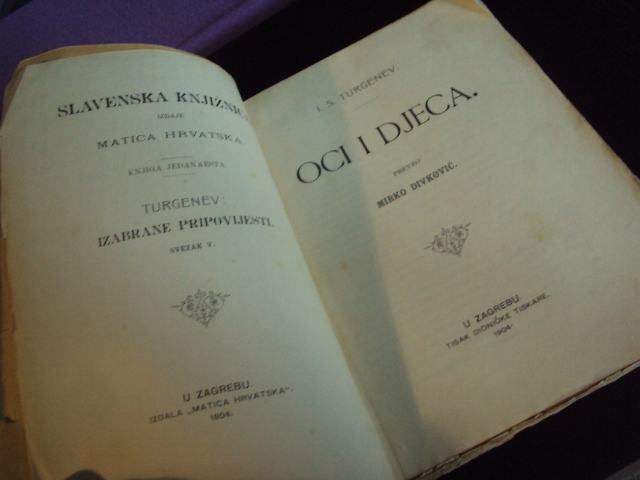 SLAVENSKA KNJIŽNI
IZDAJE
MATICA HRVATSKA.
KNJIGA JEDANAESTA
TURGENEV:
IZABRANE PRIPOVIJESTI.
SVEZAK V.
U ZAGREBU.
IZDALA „MATICA HRVATSKA“.
1904.
I. S. TURGENEV.
OCI I DJECA.
PREVEO
MIRKO DIVKOVIĆ.
U ZAGREBU.
TISAK DIONIČKE TISKARE.
1904.